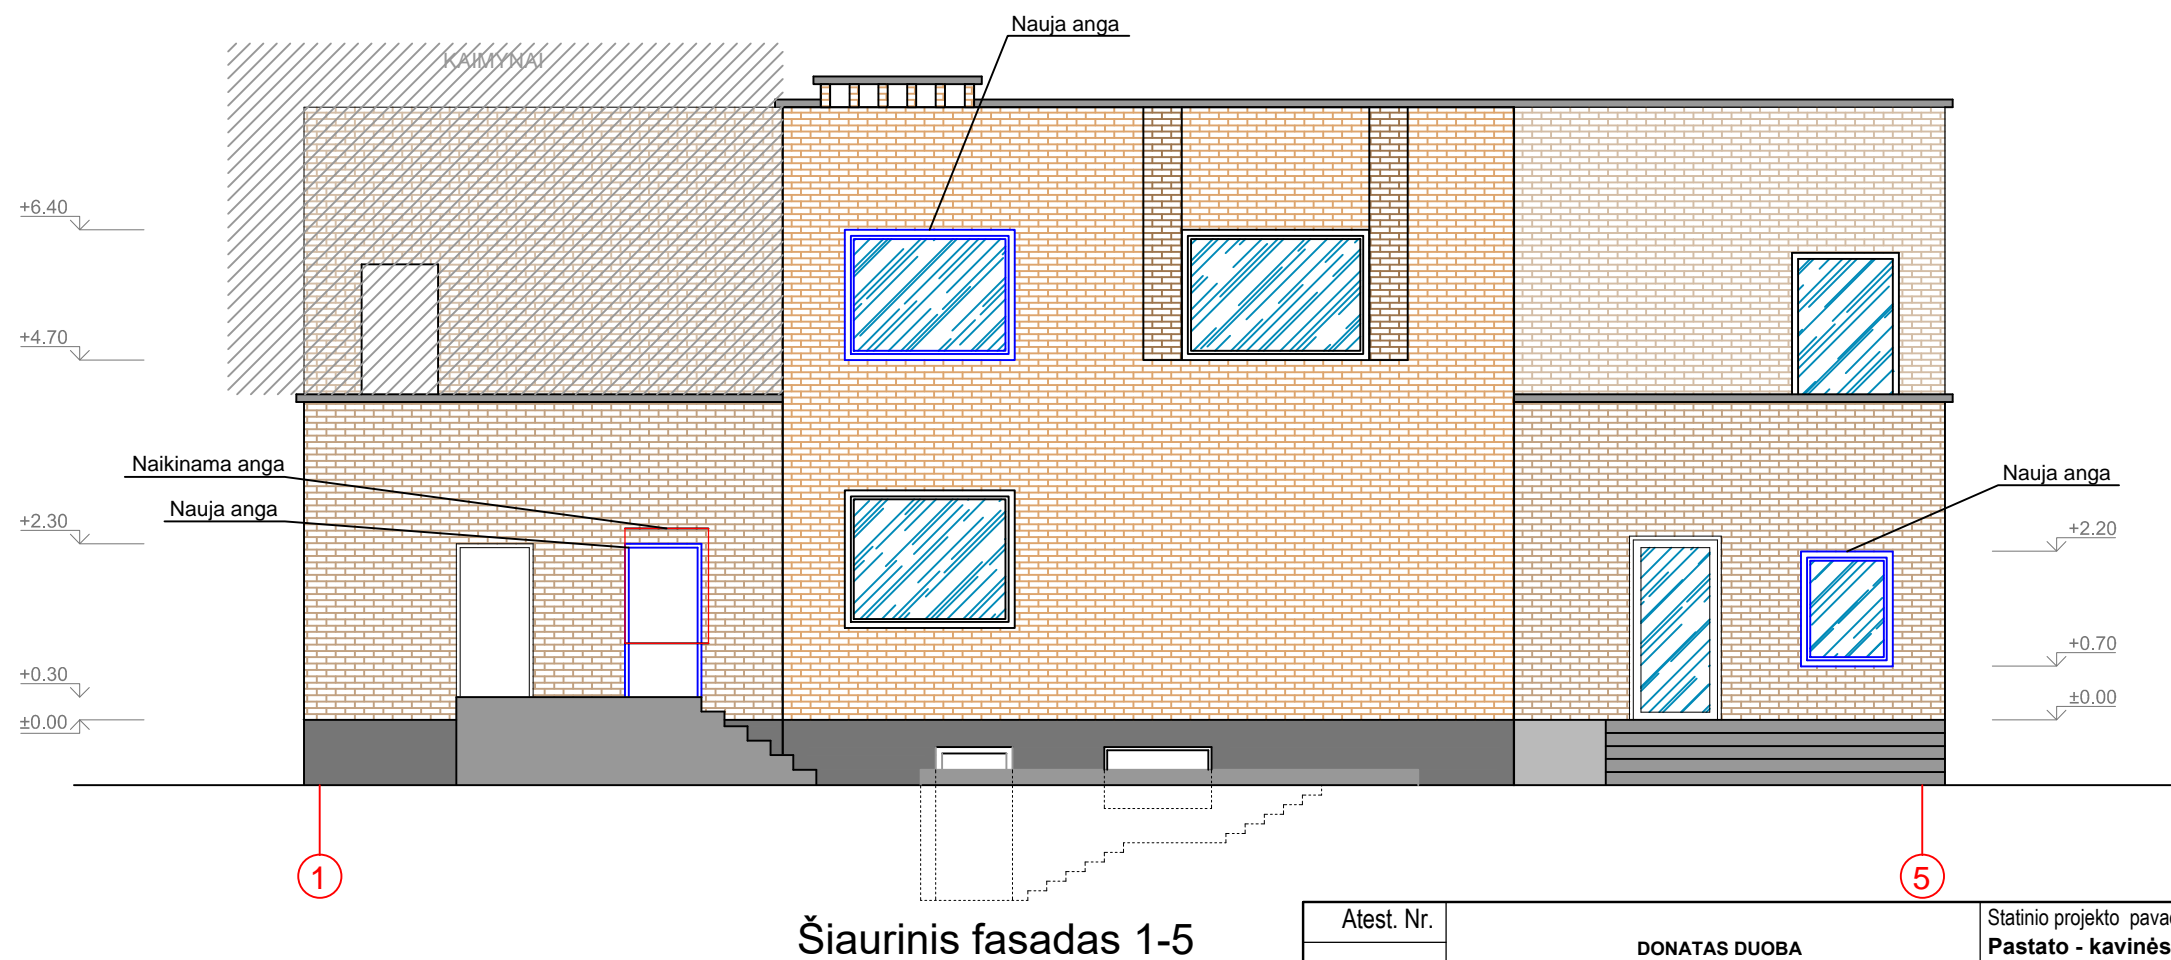 Nauja anga
KAIMYNAI
+6.40
+4.70
Naikinama anga
Nauja anga
Nauja anga
+2.30
+2.20
+0.30
+0.70
±0.00
±0.00
1
5
Šiaurinis fasadas 1-5
Atest. Nr.
DONATAS DUOBA
Statinio projekto
Pastato - kavinės